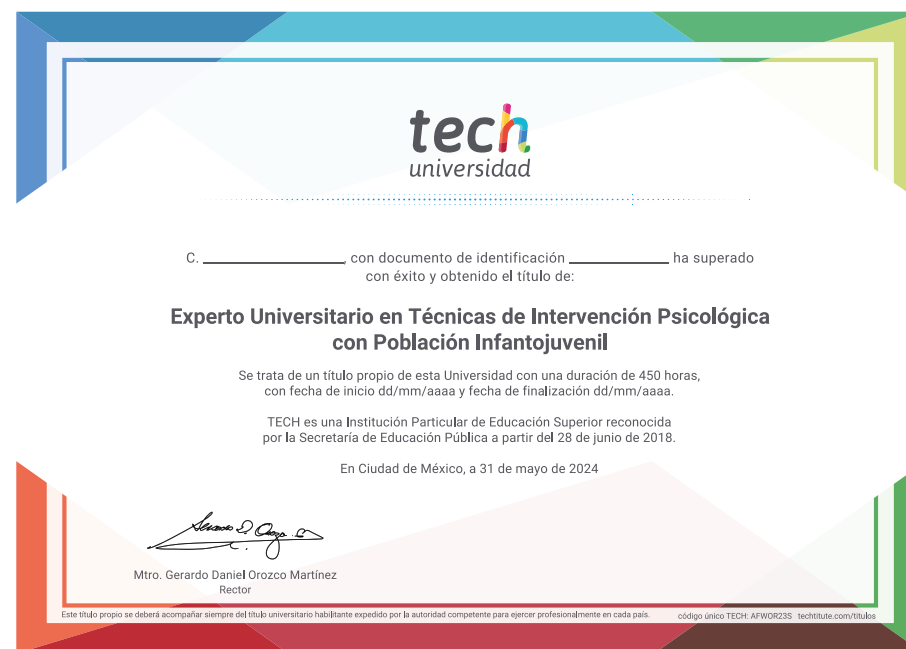 tech
universidad
C. ____________________, con documento de identificación ______________ ha superado
con éxito y obtenido el título de:
Experto Universitario en Técnicas de Intervención Psicológica
con Población Infantojuvenil
Se trata de un título propio de esta Universidad con una duración de 450 horas,
con fecha de inicio dd/mm/aaaa y fecha de finalización dd/mm/aaaa.
TECH es una Institución Particular de Educación Superior reconocida
por la Secretaría de Educación Pública a partir del 28 de junio de 2018.
En Ciudad de México, a 31 de mayo de 2024
Mtro. Gerardo Daniel Orozco Martínez
Rector
Este título propio se deberá acompañar siempre del título universitario habilitante expedido por la autoridad competente para ejercer profesionalmente en cada país.
código único TECH: AFWOR23S techtitute.com/titulos